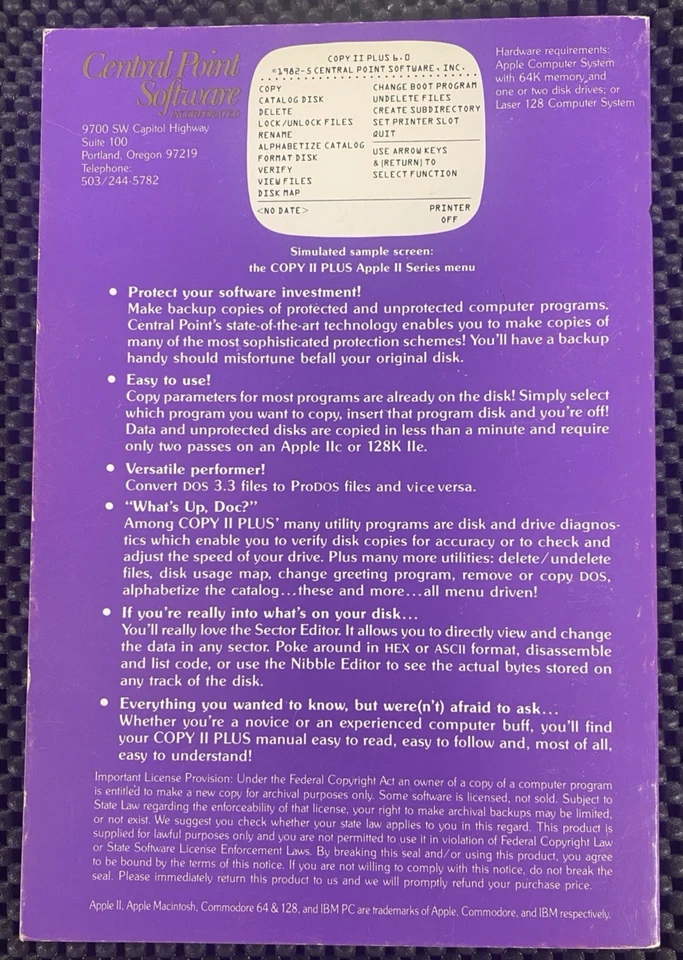 Central Point
Software
INCORPORATED
9700 SW Capitol Highway
Suite 100
Portland, Oregon 97219
Telephone:
503/244-5782
COPY II PLUS 6.0
©1982-5 CENTRAL POINT SOFTWARE, INC.
COPY
CATALOG DISK
DELETE
LOCK/UNLOCK FILES
RENAME
ALPHABETIZE CATALOG
FORMAT DISK
VERIFY
VIEW FILES
DISK MAP
CHANGE BOOT PROGRAM
UNDELETE FILES
CREATE SUBDIRECTORY
SET PRINTER SLOT
QUIT
USE ARROW KEYS
& [RETURN] TO
SELECT FUNCTION
<NO DATE>
PRINTER
OFF
Hardware requirements:
Apple Computer System
with 64K memory and
one or two disk drives; or
Laser 128 Computer System
Simulated sample screen:
the COPY II PLUS Apple II Series menu
• Protect your software investment!
Make backup copies of protected and unprotected computer programs.
Central Point's state-of-the-art technology enables you to make copies
of many of the most sophisticated protection schemes! You'll have a backup
handy should misfortune befall your original disk.
• Easy to use!
Copy parameters for most programs are already on the disk! Simply select
which program you want to copy, insert that program disk and you're off!
Data and unprotected disks are copied in less than a minute and require
only two passes on an Apple IIc or 128K IIe.
• Versatile performer!
Convert DOS 3.3 files to ProDOS files and vice versa.
• "What's Up, Doc?"
Among COPY II PLUS' many utility programs are disk and drive diagnos-
tics which enable you to verify disk copies for accuracy or to check and
adjust the speed of your drive. Plus many more utilities: delete/undelete
files, disk usage map, change greeting program, remove or copy DOS,
alphabetize the catalog...these and more...all menu driven!
• If you're really into what's on your disk...
You'll really love the Sector Editor. It allows you to directly view and change
the data in any sector. Poke around in HEX or ASCII format, disassemble
and list code, or use the Nibble Editor to see the actual bytes stored on
any track of the disk.
• Everything you wanted to know, but were(n't) afraid to ask...
Whether you're a novice or an experienced computer buff, you'll find
your COPY II PLUS manual easy to read, easy to follow and, most of all,
easy to understand!
Important License Provision: Under the Federal Copyright Act an owner of a copy of a computer program
is entitled to make a new copy for archival purposes only. Some software is licensed, not sold. Subject to
State Law regarding the enforceability of that license, your right to make archival backups may be limited,
or not exist. We suggest you check whether your state law applies to you in this regard. This product is
supplied for lawful purposes only and you are not permitted to use it in violation of Federal Copyright Law
or State Software License Enforcement Laws. By breaking this seal and/or using this product, you agree
to be bound by the terms of this notice. If you are not willing to comply with this notice, do not break the
seal. Please immediately return this product to us and we will promptly refund your purchase price.
Apple II, Apple Macintosh, Commodore 64 & 128, and IBM PC are trademarks of Apple, Commodore, and IBM respectively.